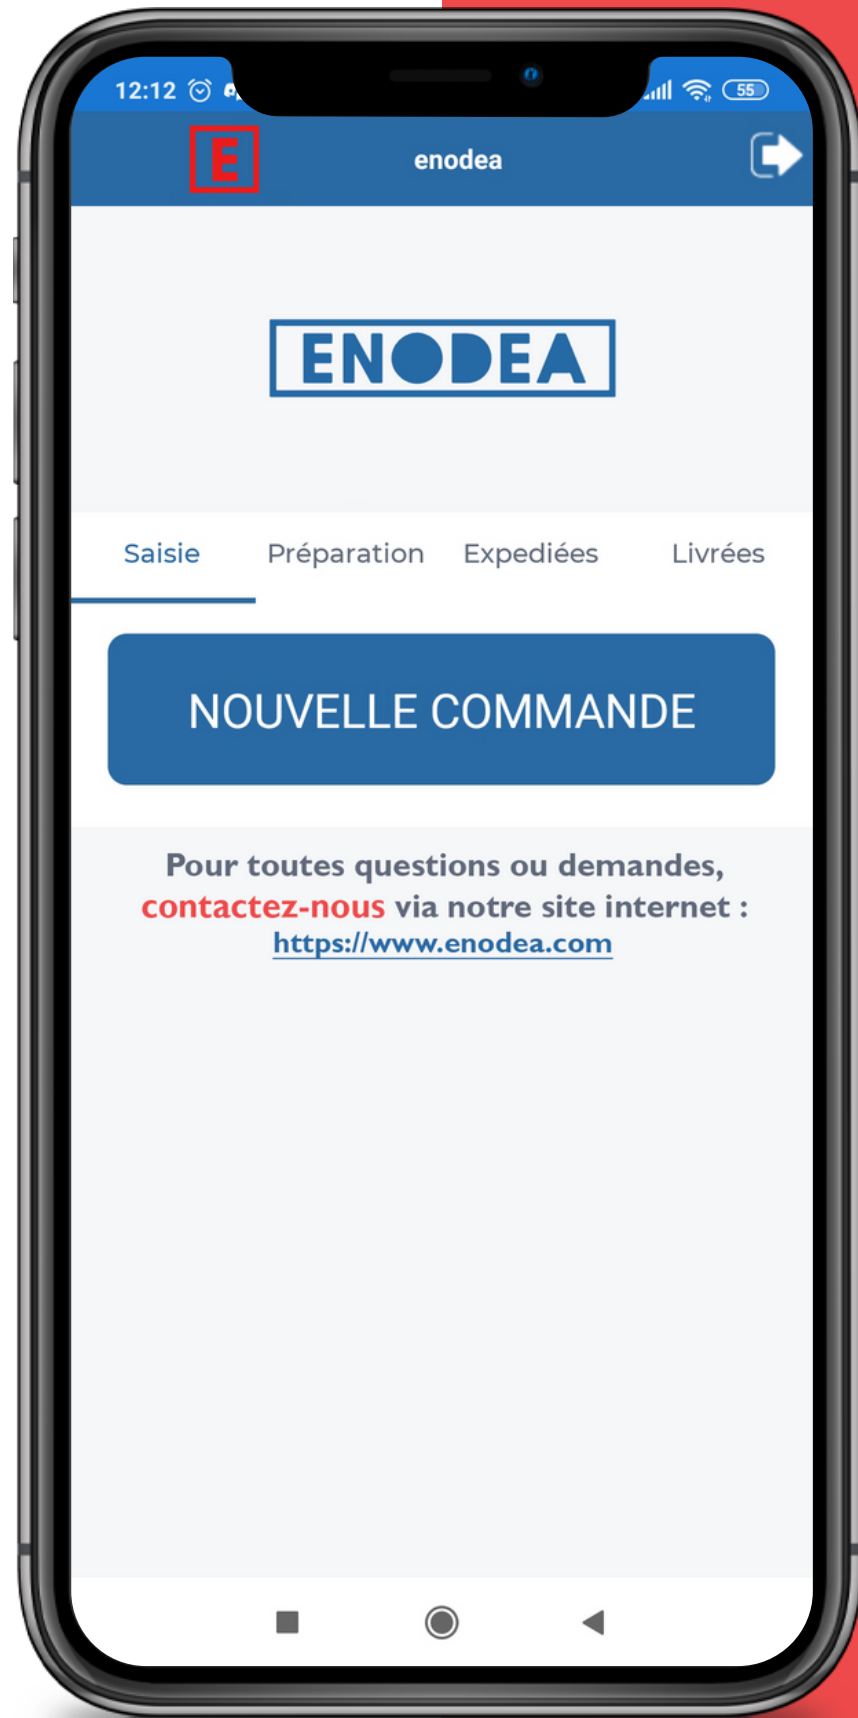 12:12
55
E
enodea
ENODEA
Saisie Préparation Expediées Livrées
NOUVELLE COMMANDE
Pour toutes questions ou demandes,
contactez-nous via notre site internet :
https://www.enodea.com